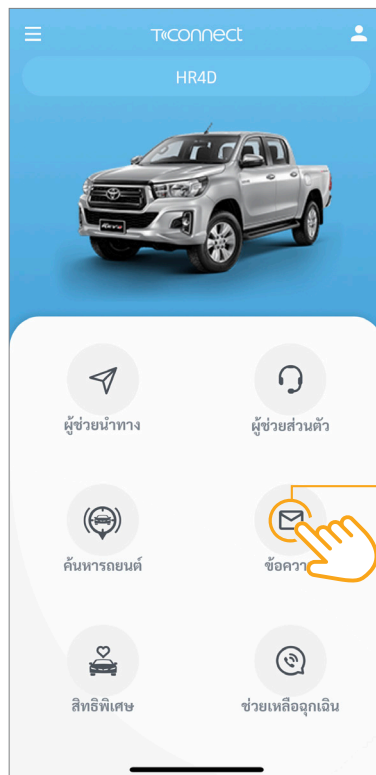 T-connect
HR4D
ผู้ช่วยนำทาง
ผู้ช่วยส่วนตัว
ค้นหารถยนต์
ข้อควา
สิทธิพิเศษ
ช่วยเหลือฉุกเฉิน